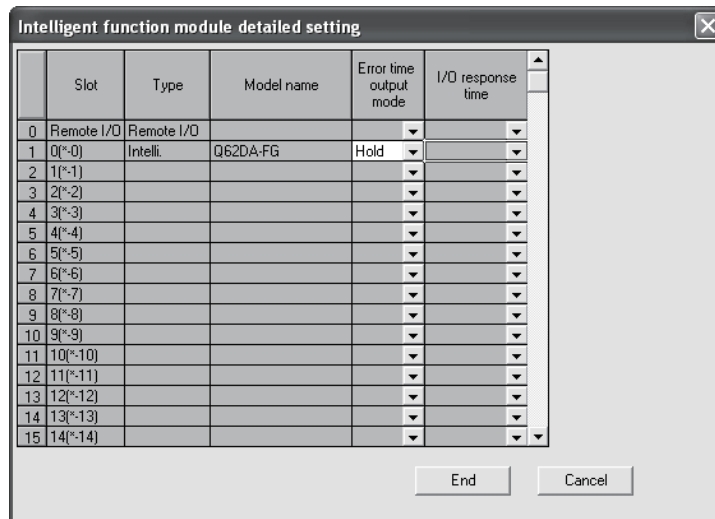 Intelligent function module detailed setting
Slot Type Model name Error time output mode I/O response time
0 Remote I/O Remote I/O
1 0(*-0) Intelli. Q62DA-FG Hold
2 1(*-1)
3 2(*-2)
4 3(*-3)
5 4(*-4)
6 5(*-5)
7 6(*-6)
8 7(*-7)
9 8(*-8)
10 9(*-9)
11 10(*-10)
12 11(*-11)
13 12(*-12)
14 13(*-13)
15 14(*-14)
End Cancel